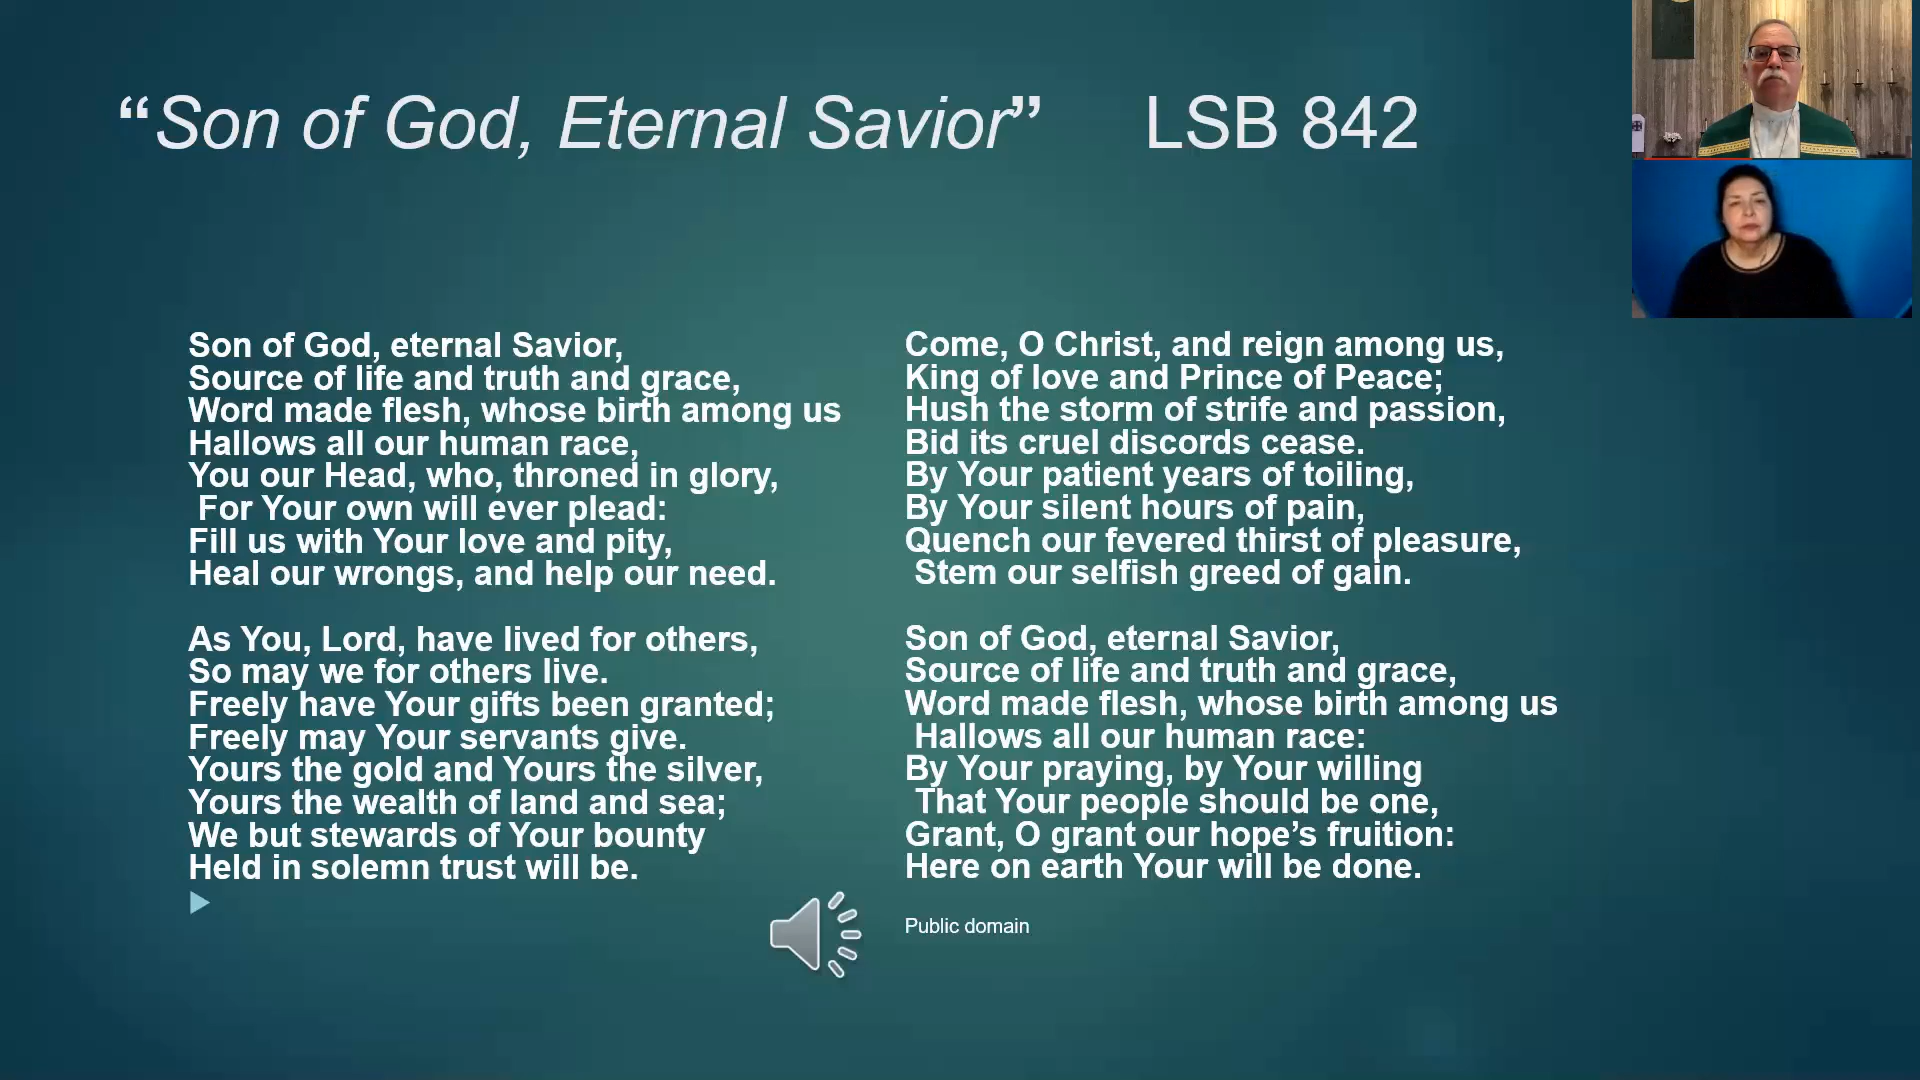 “Son of God, Eternal Savior” LSB 842
Son of God, eternal Savior,
Source of life and truth and grace,
Word made flesh, whose birth among us
Hallows all our human race,
You our Head, who, throned in glory,
For Your own will ever plead:
Fill us with Your love and pity,
Heal our wrongs, and help our need.
As You, Lord, have lived for others,
So may we for others live.
Freely have Your gifts been granted;
Freely may Your servants give.
Yours the gold and Yours the silver,
Yours the wealth of land and sea;
We but stewards of Your bounty
Held in solemn trust will be.
Come, O Christ, and reign among us,
King of love and Prince of Peace;
Hush the storm of strife and passion,
Bid its cruel discords cease.
By Your patient years of toiling,
By Your silent hours of pain,
Quench our fevered thirst of pleasure,
Stem our selfish greed of gain.
Son of God, eternal Savior,
Source of life and truth and grace,
Word made flesh, whose birth among us
Hallows all our human race:
By Your praying, by Your willing
That Your people should be one,
Grant, O grant our hope’s fruition:
Here on earth Your will be done.
Public domain